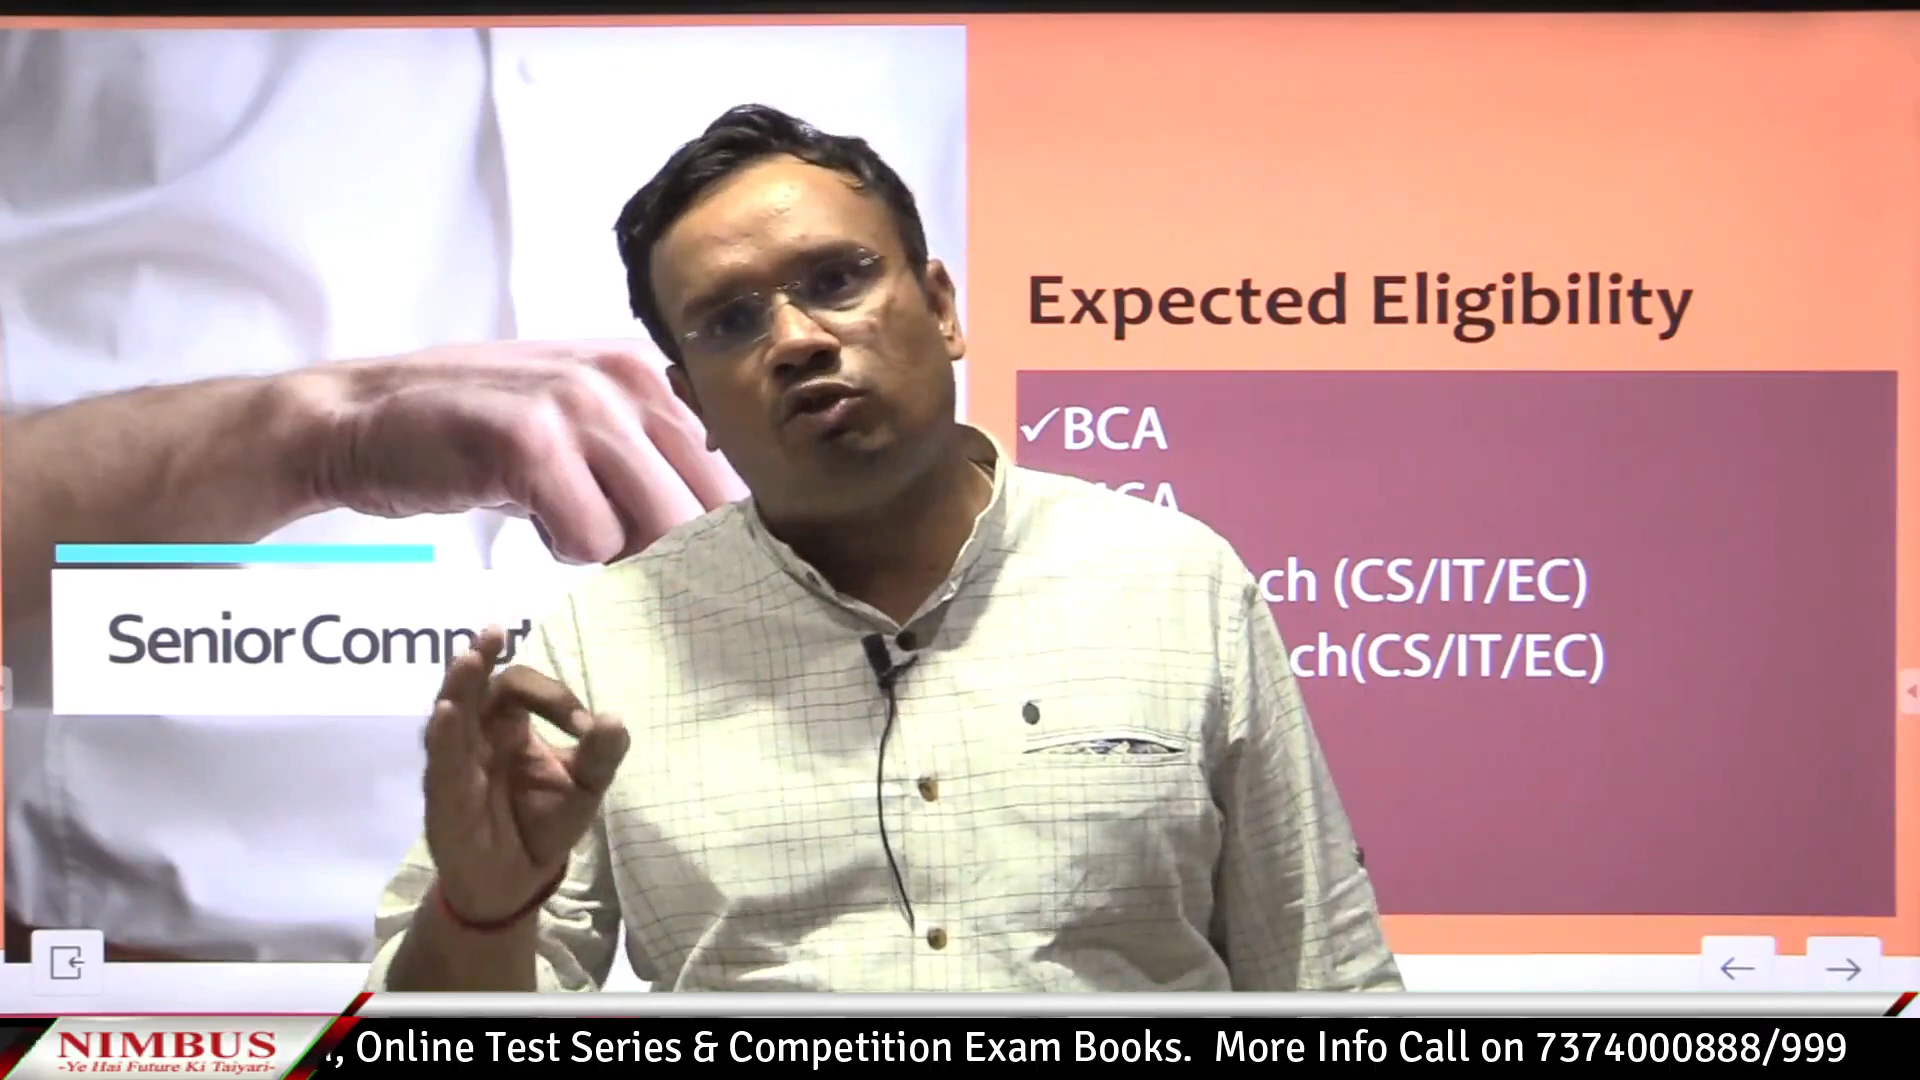 Expected Eligibility
✓BCA
ch (CS/IT/EC)
ch(CS/IT/EC)
Senior
NIMBUS
-Ye Hai Future Ki Taiyari-
, Online Test Series & Competition Exam Books. More Info Call on 7374000888/999